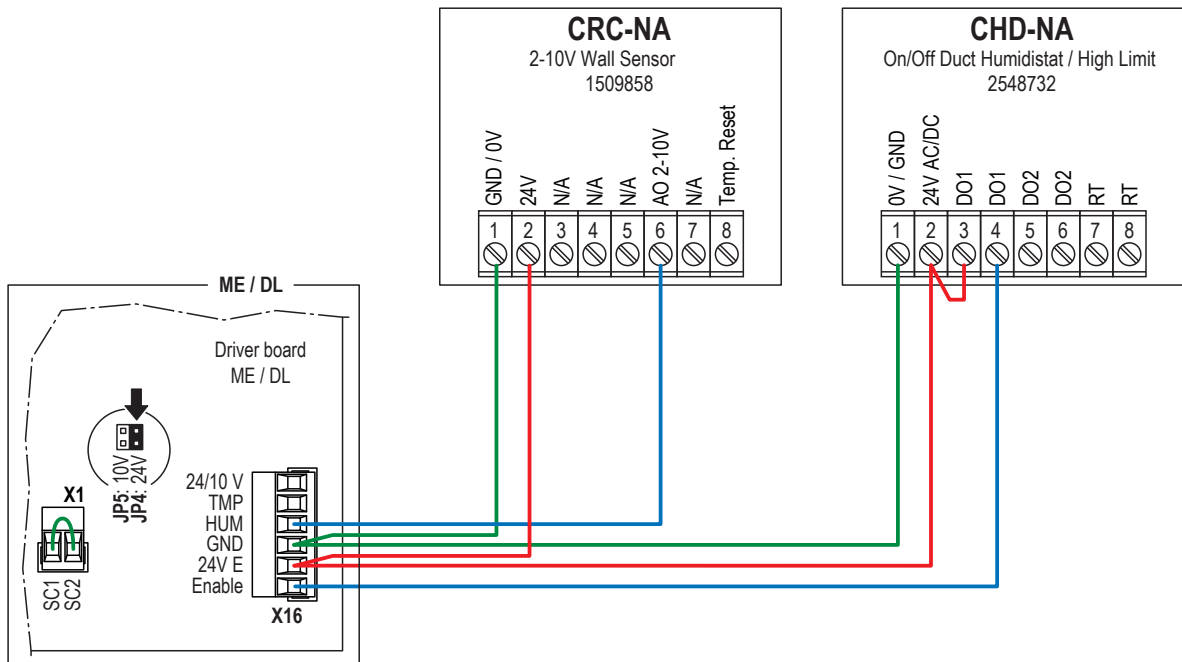 CRC-NA
2-10V Wall Sensor
1509858
GND / 0V
24V
N/A
N/A
N/A
AO 2-10V
N/A
Temp. Reset
1 2 3 4 5 6 7 8
CHD-NA
On/Off Duct Humidistat / High Limit
2548732
0V / GND
24V AC/DC
DO1
DO1
DO2
DO2
RT
RT
1 2 3 4 5 6 7 8
ME / DL
Driver board
ME / DL
JP5: 10V
JP4: 24V
X1
SC1
SC2
24/10 V
TMP
HUM
GND
24V E
Enable
X16